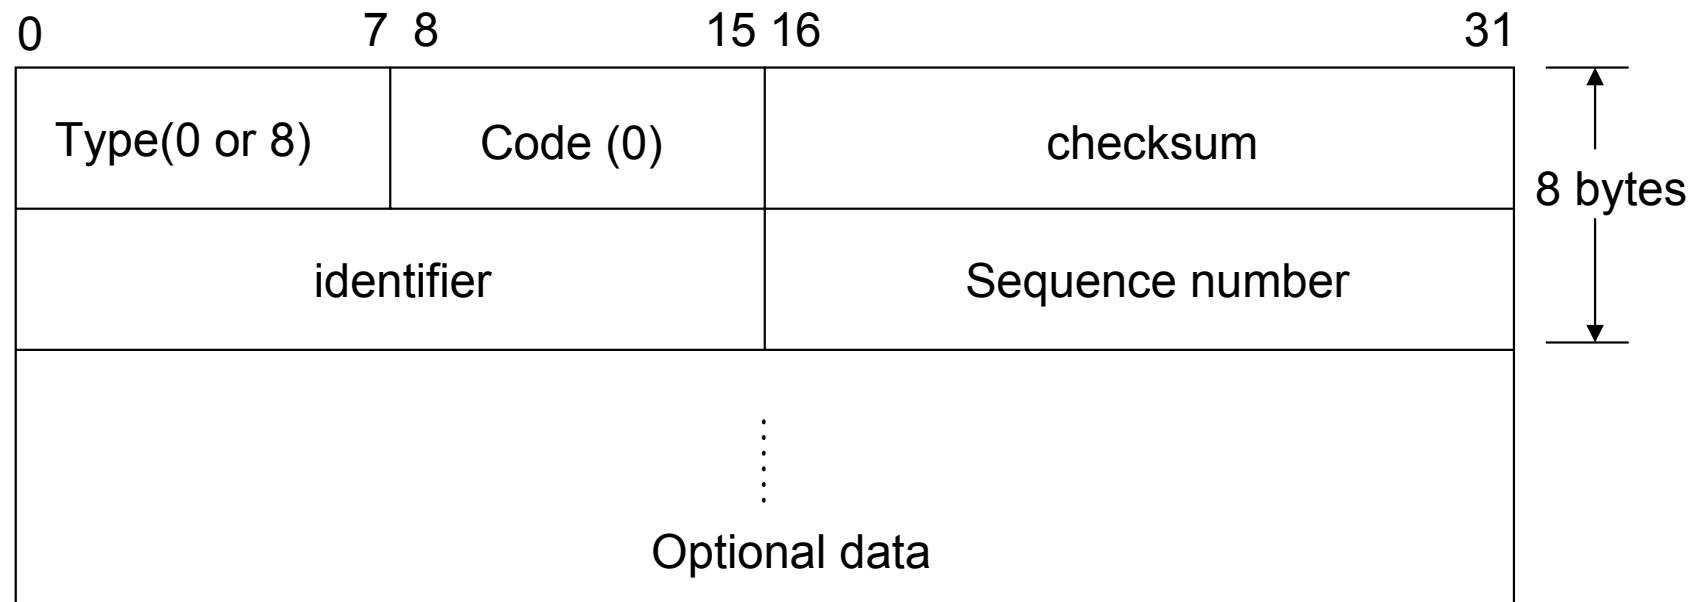 0 7 8 15 16 31
Type(0 or 8) Code (0) checksum
8 bytes
identifier Sequence number
Optional data